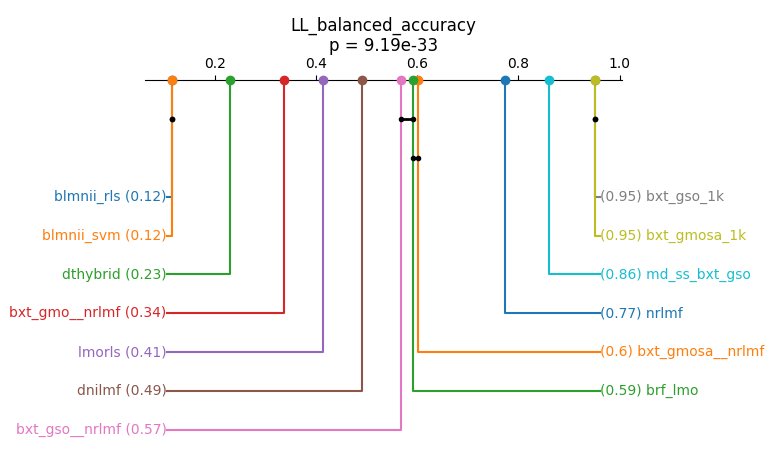 LL_balanced_accuracy
p = 9.19e-33
0.2 0.4 0.6 0.8 1.0
blmnii_rls (0.12) (0.95) bxt_gso_1k
blmnii_svm (0.12) (0.95) bxt_gmosa_1k
dthybrid (0.23) (0.86) md_ss_bxt_gso
bxt_gmo__nrlmf (0.34) (0.77) nrlmf
lmorls (0.41) (0.6) bxt_gmosa__nrlmf
dnilmf (0.49) (0.59) brf_lmo
bxt_gso__nrlmf (0.57)